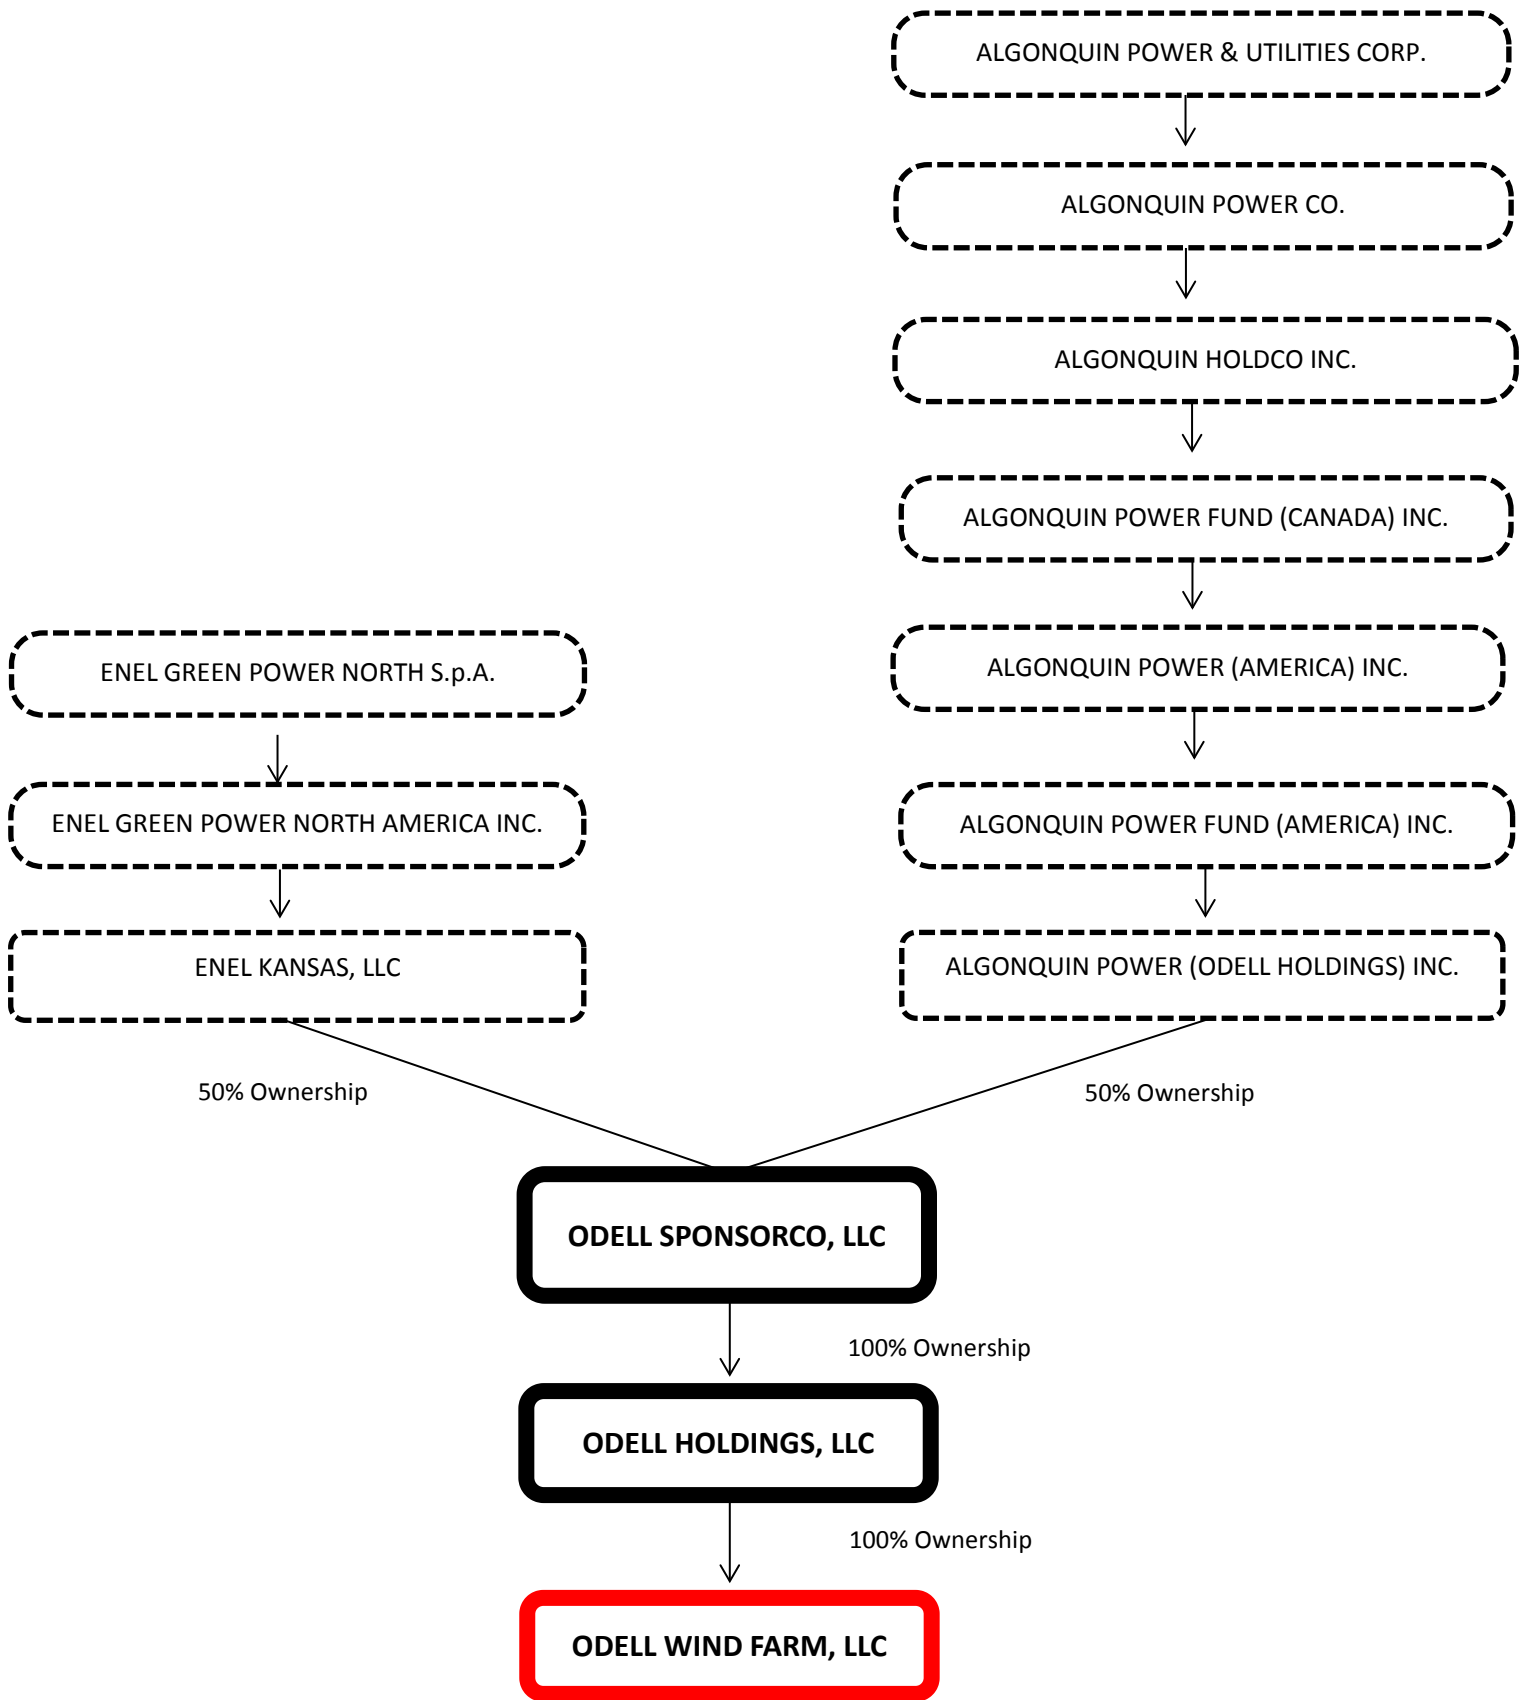 ALGONQUIN POWER & UTILITIES CORP.
ALGONQUIN POWER CO.
ALGONQUIN HOLDCO INC.
ALGONQUIN POWER FUND (CANADA) INC.
ENEL GREEN POWER NORTH S.p.A.
ALGONQUIN POWER (AMERICA) INC.
ENEL GREEN POWER NORTH AMERICA INC.
ALGONQUIN POWER FUND (AMERICA) INC.
ENEL KANSAS, LLC
ALGONQUIN POWER (ODELL HOLDINGS) INC.
50% Ownership
50% Ownership
ODELL SPONSORCO, LLC
100% Ownership
ODELL HOLDINGS, LLC
100% Ownership
ODELL WIND FARM, LLC